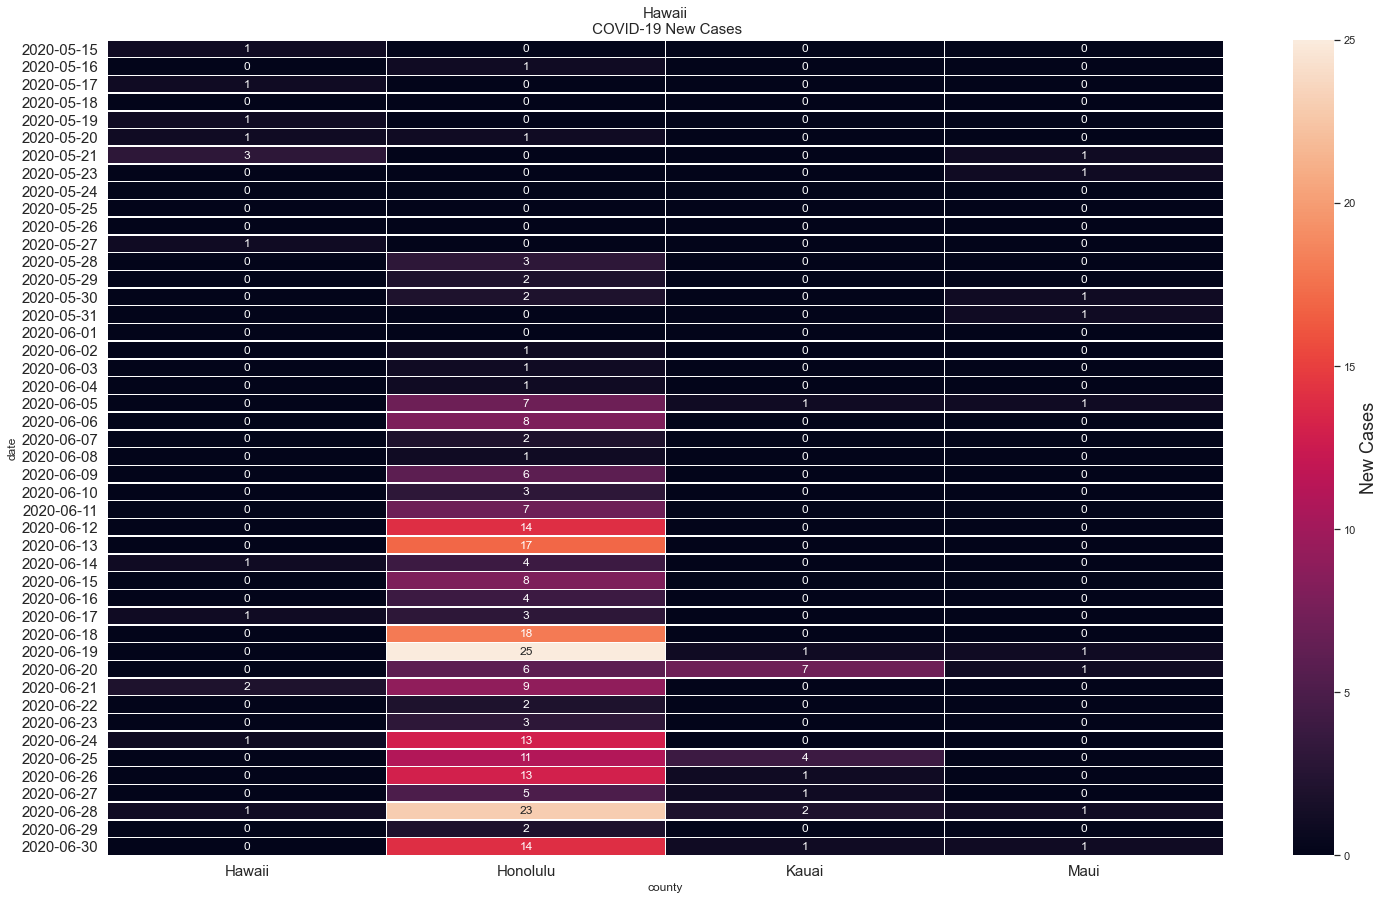 Hawaii
COVID-19 New Cases
2020-05-15 1 0 0 0
2020-05-16 0 1 0 0
2020-05-17 1 0 0 0
2020-05-18 0 0 0 0
2020-05-19 1 0 0 0
2020-05-20 1 1 0 0
2020-05-21 3 0 0 1
2020-05-23 0 0 0 1
2020-05-24 0 0 0 0
2020-05-25 0 0 0 0
2020-05-26 0 0 0 0
2020-05-27 1 0 0 0
2020-05-28 0 3 0 0
2020-05-29 0 2 0 0
2020-05-30 0 2 0 1
2020-05-31 0 0 0 1
2020-06-01 0 0 0 0
2020-06-02 0 1 0 0
2020-06-03 0 1 0 0
2020-06-04 0 1 0 0
2020-06-05 0 7 1 1
2020-06-06 0 8 0 0
2020-06-07 0 2 0 0
2020-06-08 0 1 0 0
2020-06-09 0 6 0 0
2020-06-10 0 3 0 0
2020-06-11 0 7 0 0
2020-06-12 0 14 0 0
2020-06-13 0 17 0 0
2020-06-14 1 4 0 0
2020-06-15 0 8 0 0
2020-06-16 0 4 0 0
2020-06-17 1 3 0 0
2020-06-18 0 18 0 0
2020-06-19 0 25 1 1
2020-06-20 0 6 7 1
2020-06-21 2 9 0 0
2020-06-22 0 2 0 0
2020-06-23 0 3 0 0
2020-06-24 1 13 0 0
2020-06-25 0 11 4 0
2020-06-26 0 13 1 0
2020-06-27 0 5 1 0
2020-06-28 1 23 2 1
2020-06-29 0 2 0 0
2020-06-30 0 14 1 1
Hawaii Honolulu Kauai Maui
county
date
25
20
15
10
5
0
New Cases